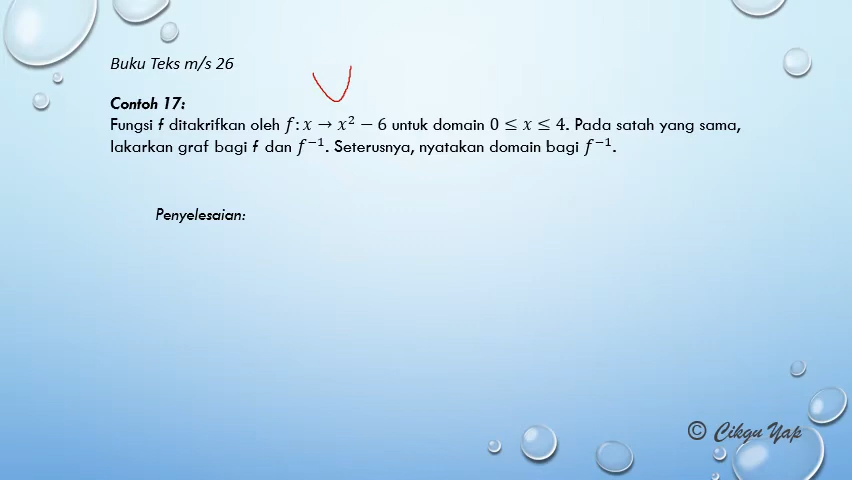 Buku Teks m/s 26
Contoh 17:
Fungsi f ditakrifkan oleh f: x → x² − 6 untuk domain 0 ≤ x ≤ 4. Pada satah yang sama,
lakarkan graf bagi f dan f⁻¹. Seterusnya, nyatakan domain bagi f⁻¹.
Penyelesaian:
© Cikgu Yap